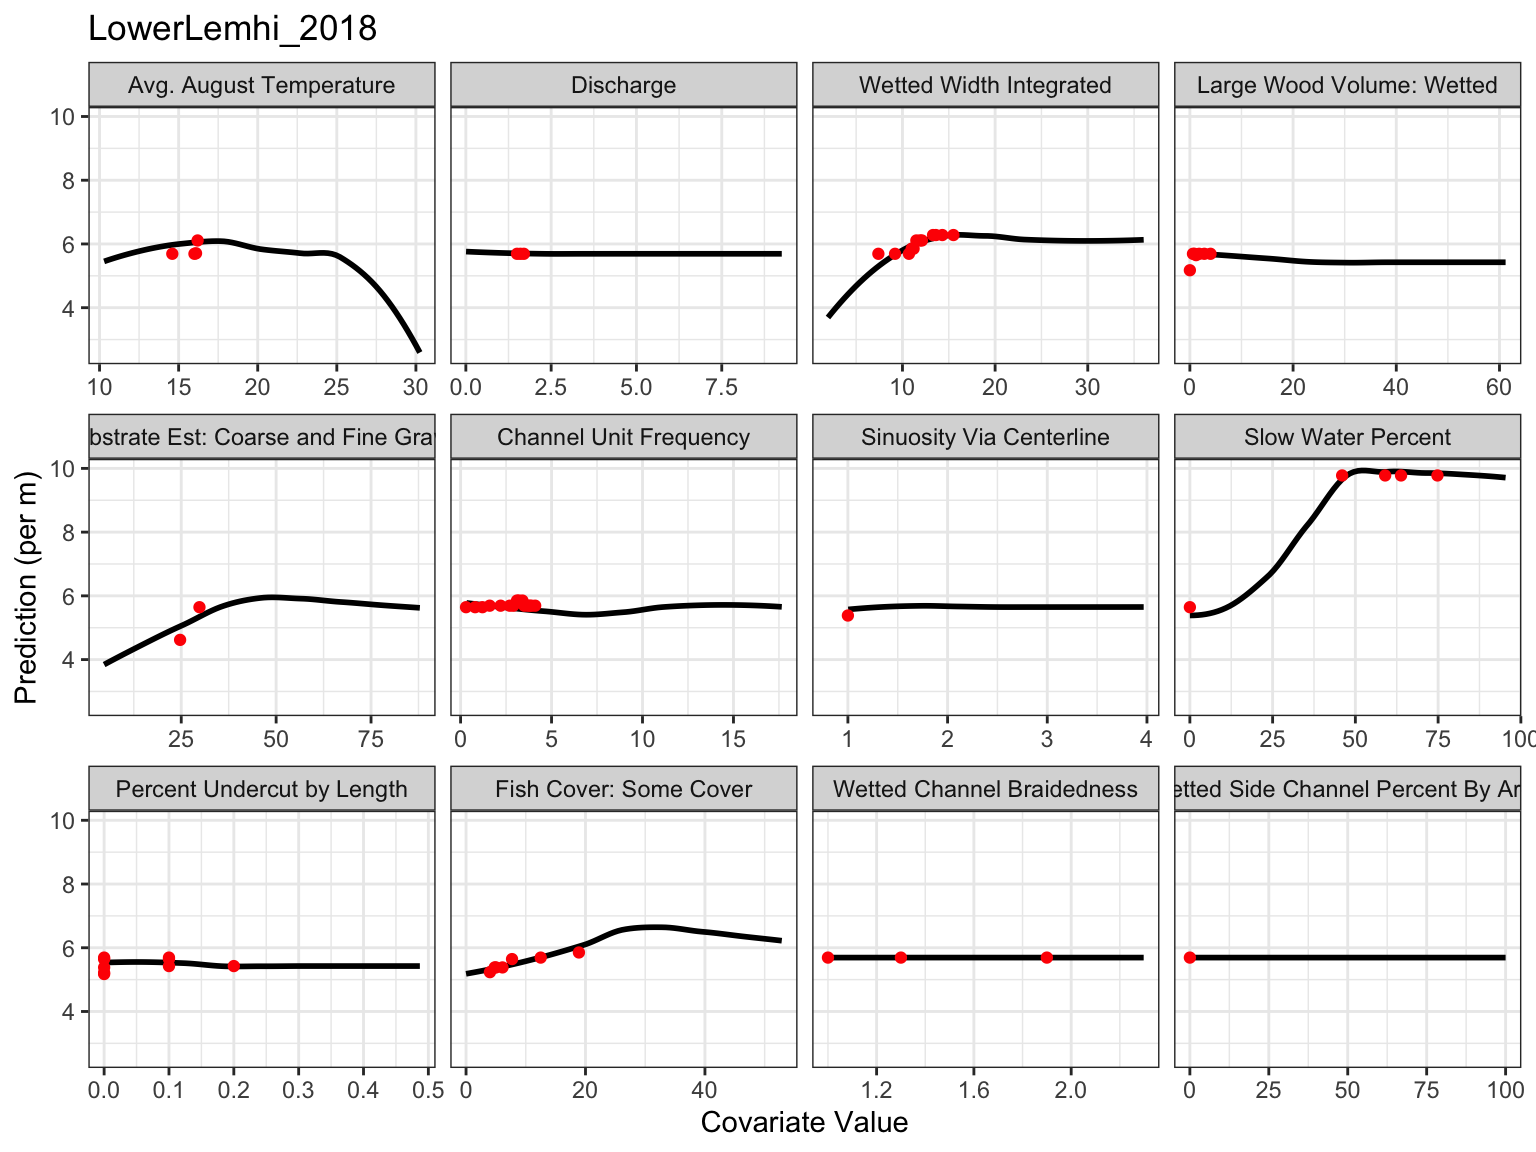 LowerLemhi_2018
Avg. August Temperature
Discharge
Wetted Width Integrated
Large Wood Volume: Wetted
10
8
6
4
10 15 20 25 30
0.0 2.5 5.0 7.5
10 20 30
0 20 40 60
bstrate Est: Coarse and Fine Gra
Channel Unit Frequency
Sinuosity Via Centerline
Slow Water Percent
10
8
6
4
Prediction (per m)
25 50 75
0 5 10 15
1 2 3 4
0 25 50 75 100
Percent Undercut by Length
Fish Cover: Some Cover
Wetted Channel Braidedness
etted Side Channel Percent By Ar
10
8
6
4
0.0 0.1 0.2 0.3 0.4 0.5
0 20 40
1.2 1.6 2.0
0 25 50 75 100
Covariate Value